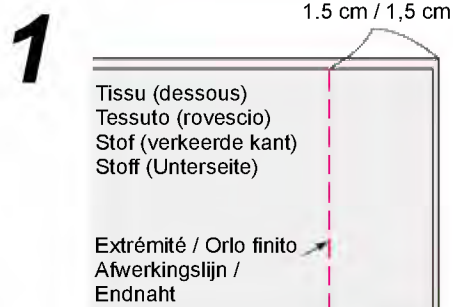 1
1.5 cm / 1,5 cm
Tissu (dessous)
Tessuto (rovescio)
Stof (verkeerde kant)
Stoff (Unterseite)
Extrémité / Orlo finito
Afwerkingslijn /
Endnaht